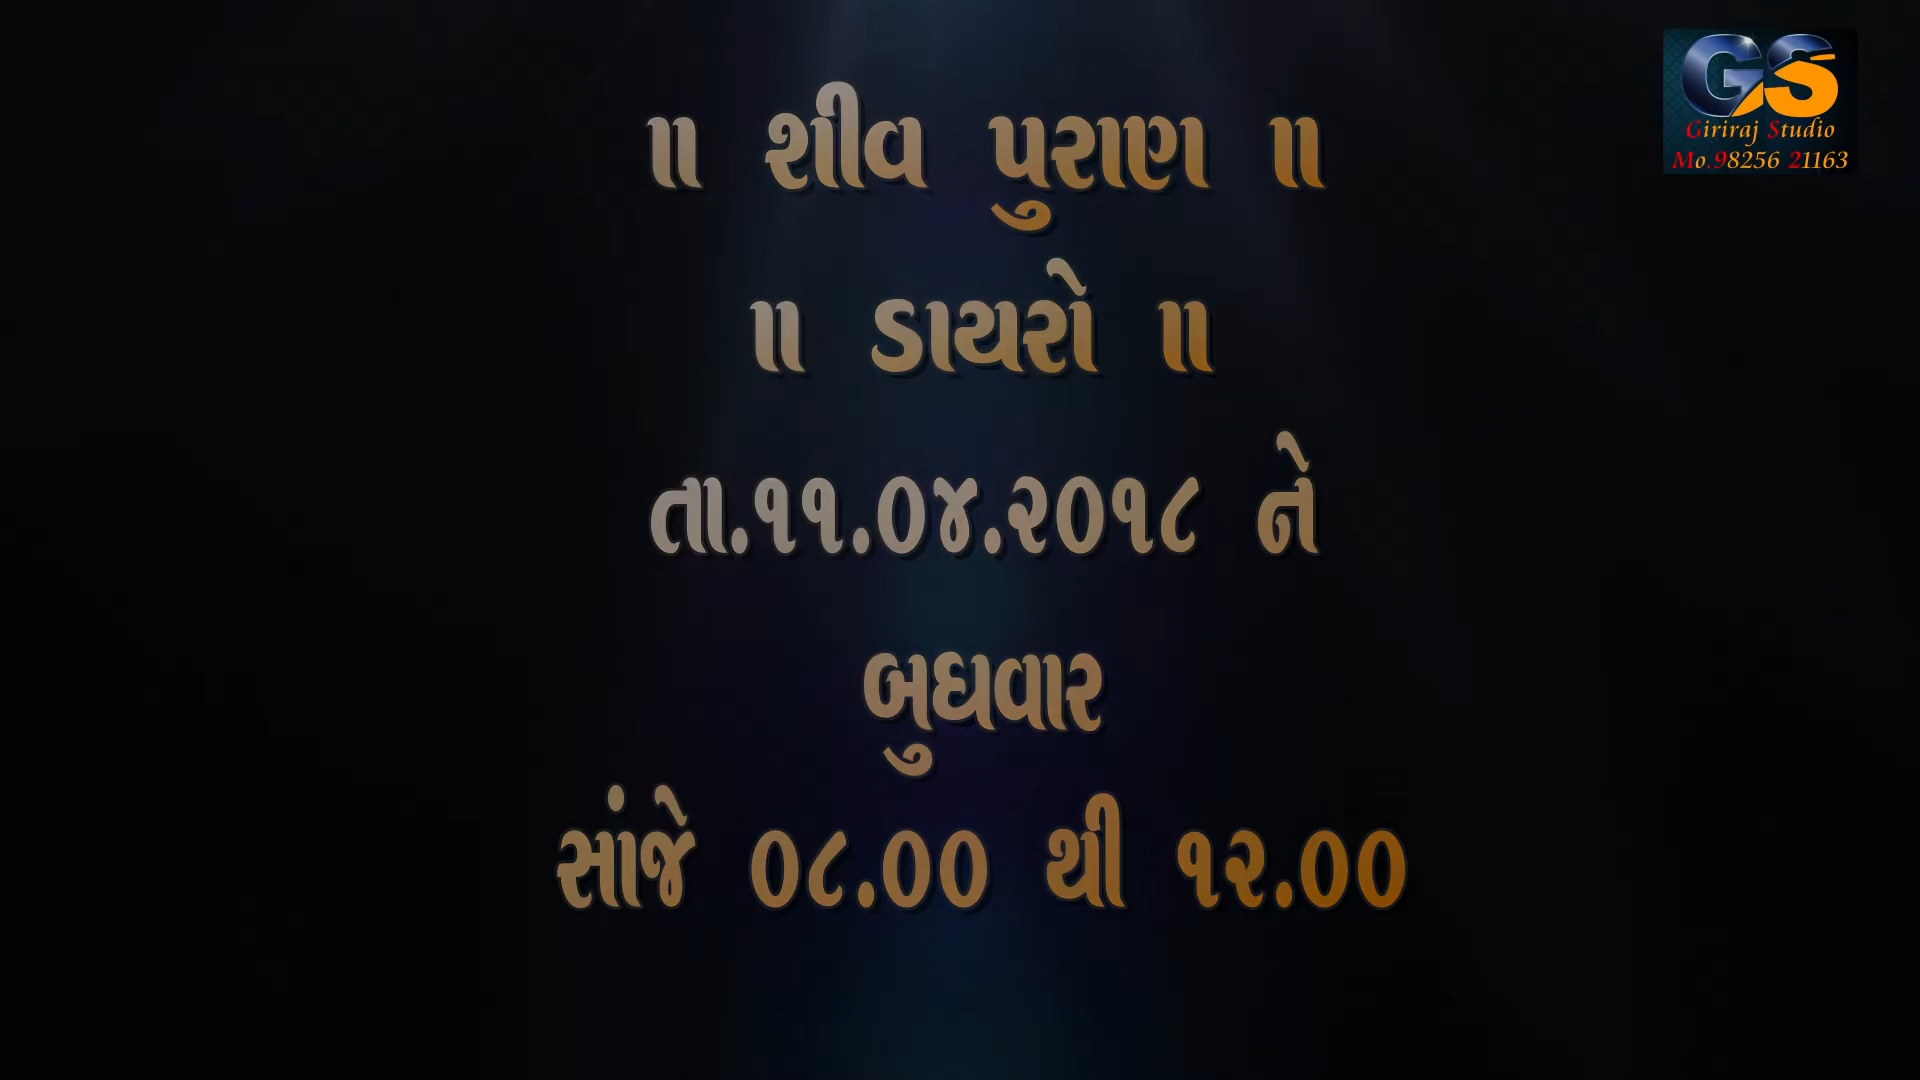 ॥ શીવ પુરાણ ॥
॥ ડાયરો ॥
તા.૧૧.૦૪.૨૦૧૮ ને
બુધવાર
સાંજે ૦૮.૦૦ થી ૧૨.૦૦
GS
Giriraj Studio
Mo.98256 21163